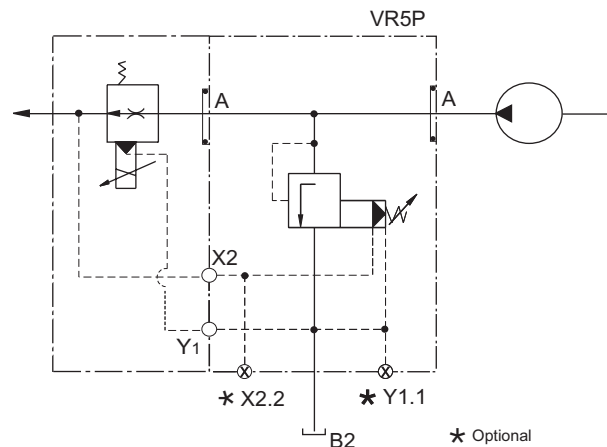 VR5P
A
A
X2
Y1
* X2.2
* Y1.1
B2
* Optional